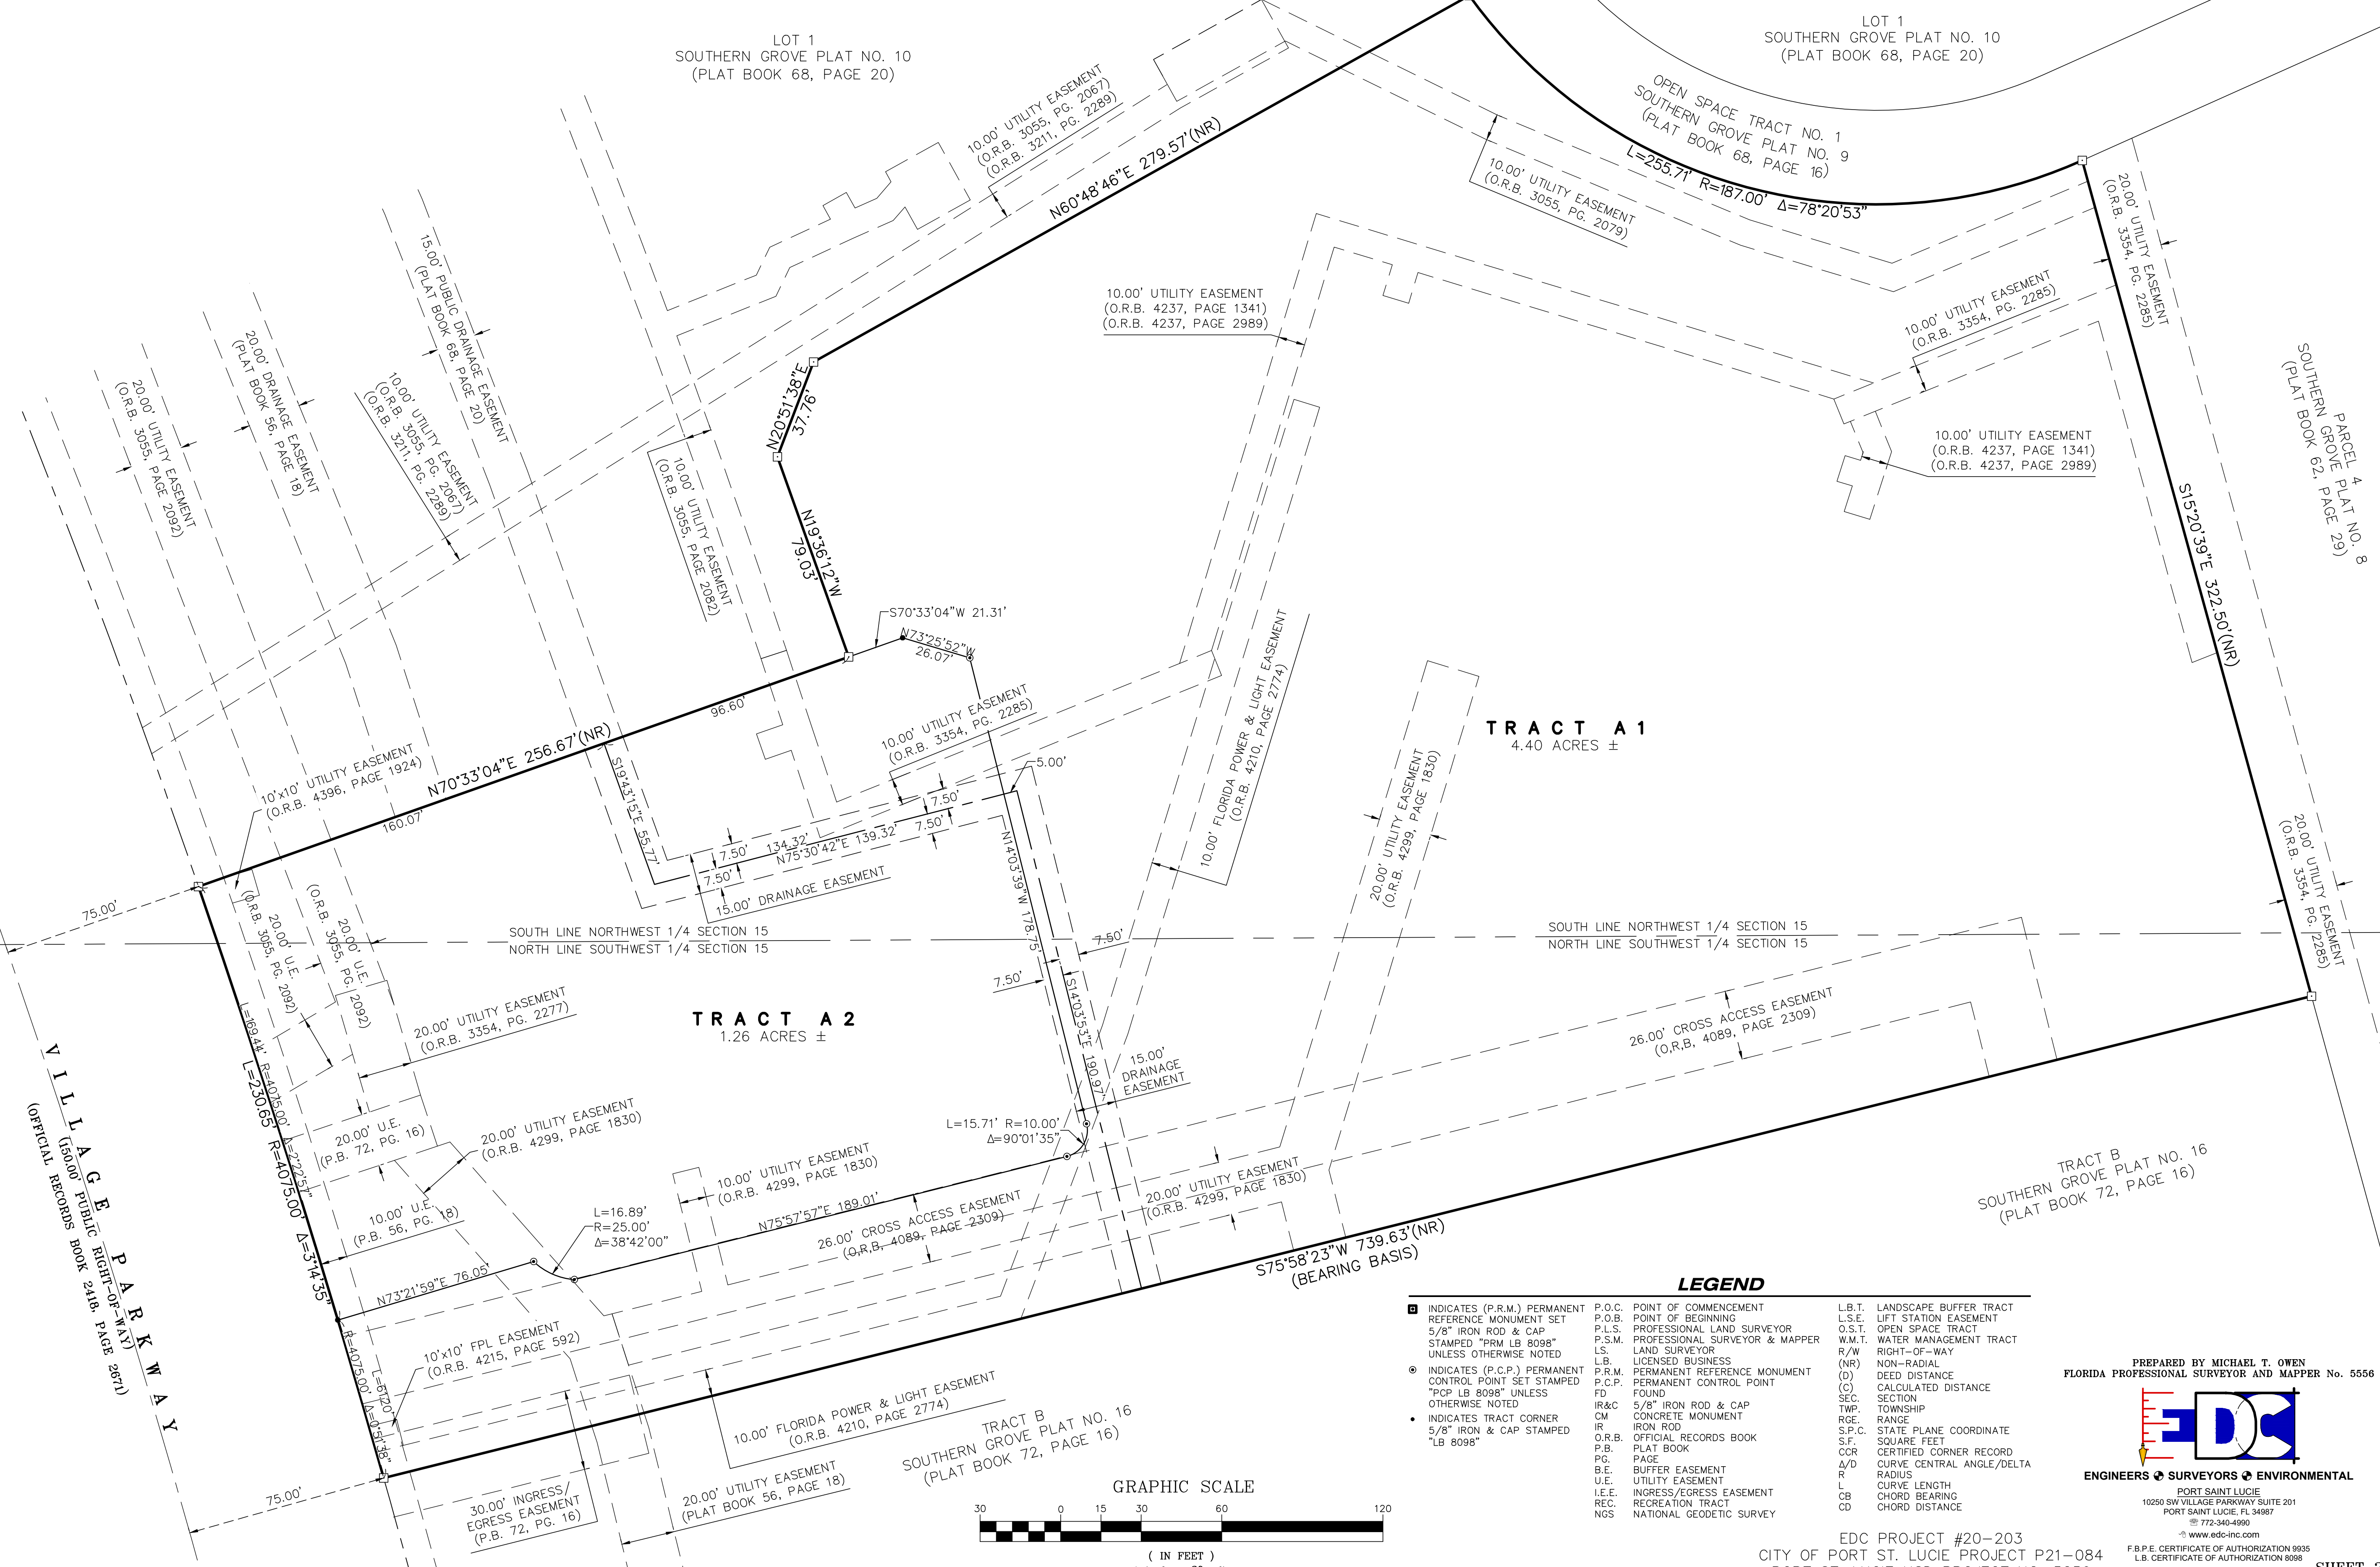 LOT 1
SOUTHERN GROVE PLAT NO. 10
(PLAT BOOK 68, PAGE 20)
LOT 1
SOUTHERN GROVE PLAT NO. 10
(PLAT BOOK 68, PAGE 20)
OPEN SPACE TRACT NO. 1
SOUTHERN GROVE PLAT NO. 9
(PLAT BOOK 68, PAGE 16)
10.00' UTILITY EASEMENT
(O.R.B. 3055, PG. 2067)
(O.R.B. 3211, PG. 2289)
N60°48'46"E 279.57'(NR)
L=255.71' R=187.00' Δ=78°20'53"
10.00' UTILITY EASEMENT
(O.R.B. 3055, PG. 2079)
20.00' UTILITY EASEMENT
(O.R.B. 3354, PG. 2285)
10.00' UTILITY EASEMENT
(O.R.B. 3354, PG. 2285)
10.00' UTILITY EASEMENT
(O.R.B. 4237, PAGE 1341)
(O.R.B. 4237, PAGE 2989)
15.00' PUBLIC DRAINAGE EASEMENT
(PLAT BOOK 68, PAGE 20)
20.00' DRAINAGE EASEMENT
(PLAT BOOK 56, PAGE 18)
20.00' UTILITY EASEMENT
(O.R.B. 3055, PAGE 2092)
10.00' UTILITY EASEMENT
(O.R.B. 3055, PG. 2067)
(O.R.B. 3211, PG. 2289)
10.00' UTILITY EASEMENT
(O.R.B. 3055, PAGE 2082)
N20°51'38"E
37.76'
N19°36'12"W
79.03'
10.00' UTILITY EASEMENT
(O.R.B. 4237, PAGE 1341)
(O.R.B. 4237, PAGE 2989)
PARCEL 4
SOUTHERN GROVE PLAT NO. 8
(PLAT BOOK 62, PAGE 29)
S15°20'39"E 322.50'(NR)
S70°33'04"W 21.31'
N73°25'52"W
26.07'
10.00' FLORIDA POWER & LIGHT EASEMENT
(O.R.B. 4210, PAGE 2774)
TRACT A1
4.40 ACRES ±
20.00' UTILITY EASEMENT
(O.R.B. 4299, PAGE 1830)
10.00' UTILITY EASEMENT
(O.R.B. 3354, PG. 2285)
96.60'
N70°33'04"E 256.67'(NR)
160.07'
10'x10' UTILITY EASEMENT
(O.R.B. 4396, PAGE 1924)
S19°43'15"E 55.77'
5.00'
7.50'
7.50'
7.50'
134.32'
N75°30'42"E 139.32'
7.50'
15.00' DRAINAGE EASEMENT
N14°03'39"W 178.75'
75.00'
20.00' U.E.
(O.R.B. 3055, PG. 2092)
20.00' U.E.
(O.R.B. 3055, PG. 2092)
SOUTH LINE NORTHWEST 1/4 SECTION 15
NORTH LINE SOUTHWEST 1/4 SECTION 15
SOUTH LINE NORTHWEST 1/4 SECTION 15
NORTH LINE SOUTHWEST 1/4 SECTION 15
7.50'
7.50'
20.00' UTILITY EASEMENT
(O.R.B. 3354, PG. 2285)
S14°03'53"E 190.97'
26.00' CROSS ACCESS EASEMENT
(O,R,B, 4089, PAGE 2309)
TRACT A2
1.26 ACRES ±
20.00' UTILITY EASEMENT
(O.R.B. 3354, PG. 2277)
15.00'
DRAINAGE
EASEMENT
L=169.44' R=4075.00' Δ=2°22'57"
L=230.65' R=4075.00' Δ=3°14'35"
VILLAGE PARKWAY
(150.00' PUBLIC RIGHT-OF-WAY)
(OFFICIAL RECORDS BOOK 2418, PAGE 2671)
20.00' U.E.
(P.B. 72, PG. 16)
20.00' UTILITY EASEMENT
(O.R.B. 4299, PAGE 1830)
L=15.71' R=10.00'
Δ=90°01'35"
10.00' UTILITY EASEMENT
(O.R.B. 4299, PAGE 1830)
10.00' U.E.
(P.B. 56, PG. 18)
L=16.89'
R=25.00'
Δ=38°42'00"
N75°57'57"E 189.01'
26.00' CROSS ACCESS EASEMENT
(O,R,B, 4089, PAGE 2309)
20.00' UTILITY EASEMENT
(O.R.B. 4299, PAGE 1830)
S75°58'23"W 739.63'(NR)
(BEARING BASIS)
TRACT B
SOUTHERN GROVE PLAT NO. 16
(PLAT BOOK 72, PAGE 16)
N73°21'59"E 76.05'
10'x10' FPL EASEMENT
(O.R.B. 4215, PAGE 592)
L=61.20'
R=4075.00' Δ=0°51'38"
75.00'
30.00' INGRESS/
EGRESS EASEMENT
(P.B. 72, PG. 16)
10.00' FLORIDA POWER & LIGHT EASEMENT
(O.R.B. 4210, PAGE 2774)
20.00' UTILITY EASEMENT
(PLAT BOOK 56, PAGE 18)
TRACT B
SOUTHERN GROVE PLAT NO. 16
(PLAT BOOK 72, PAGE 16)
GRAPHIC SCALE
30 0 15 30 60 120
( IN FEET )
LEGEND
INDICATES (P.R.M.) PERMANENT
REFERENCE MONUMENT SET
5/8" IRON ROD & CAP
STAMPED "PRM LB 8098"
UNLESS OTHERWISE NOTED
INDICATES (P.C.P.) PERMANENT
CONTROL POINT SET STAMPED
"PCP LB 8098" UNLESS
OTHERWISE NOTED
INDICATES TRACT CORNER
5/8" IRON & CAP STAMPED
"LB 8098"
P.O.C. POINT OF COMMENCEMENT
P.O.B. POINT OF BEGINNING
P.L.S. PROFESSIONAL LAND SURVEYOR
P.S.M. PROFESSIONAL SURVEYOR & MAPPER
LS. LAND SURVEYOR
L.B. LICENSED BUSINESS
P.R.M. PERMANENT REFERENCE MONUMENT
P.C.P. PERMANENT CONTROL POINT
FD FOUND
IR&C 5/8" IRON ROD & CAP
CM CONCRETE MONUMENT
IR IRON ROD
O.R.B. OFFICIAL RECORDS BOOK
P.B. PLAT BOOK
PG. PAGE
B.E. BUFFER EASEMENT
U.E. UTILITY EASEMENT
I.E.E. INGRESS/EGRESS EASEMENT
REC. RECREATION TRACT
NGS NATIONAL GEODETIC SURVEY
L.B.T. LANDSCAPE BUFFER TRACT
L.S.E. LIFT STATION EASEMENT
O.S.T. OPEN SPACE TRACT
W.M.T. WATER MANAGEMENT TRACT
R/W RIGHT-OF-WAY
(NR) NON-RADIAL
(D) DEED DISTANCE
(C) CALCULATED DISTANCE
SEC. SECTION
TWP. TOWNSHIP
RGE. RANGE
S.P.C. STATE PLANE COORDINATE
S.F. SQUARE FEET
CCR CERTIFIED CORNER RECORD
Δ/D CURVE CENTRAL ANGLE/DELTA
R RADIUS
L CURVE LENGTH
CB CHORD BEARING
CD CHORD DISTANCE
PREPARED BY MICHAEL T. OWEN
FLORIDA PROFESSIONAL SURVEYOR AND MAPPER No. 5556
EDC
ENGINEERS SURVEYORS ENVIRONMENTAL
PORT SAINT LUCIE
10250 SW VILLAGE PARKWAY SUITE 201
PORT SAINT LUCIE, FL 34987
772-340-4990
www.edc-inc.com
F.B.P.E. CERTIFICATE OF AUTHORIZATION 9935
L.B. CERTIFICATE OF AUTHORIZATION 8098
EDC PROJECT #20-203
CITY OF PORT ST. LUCIE PROJECT P21-084